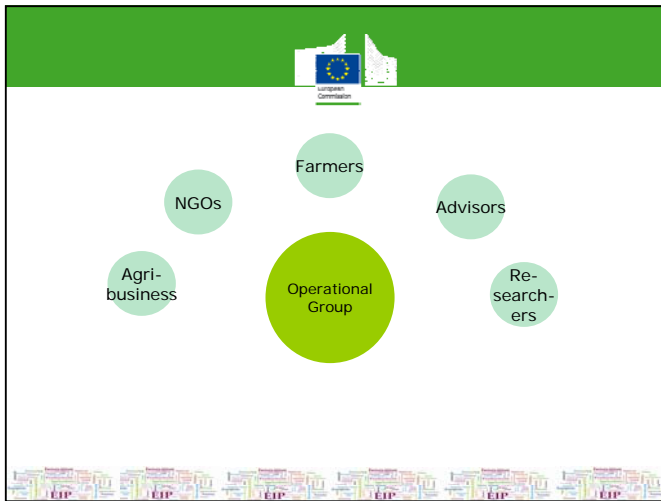 European
Commission
Farmers
NGOs
Advisors
Agri-
business
Operational
Group
Re-
search-
ers
EIP
EIP
EIP
EIP
EIP
EIP